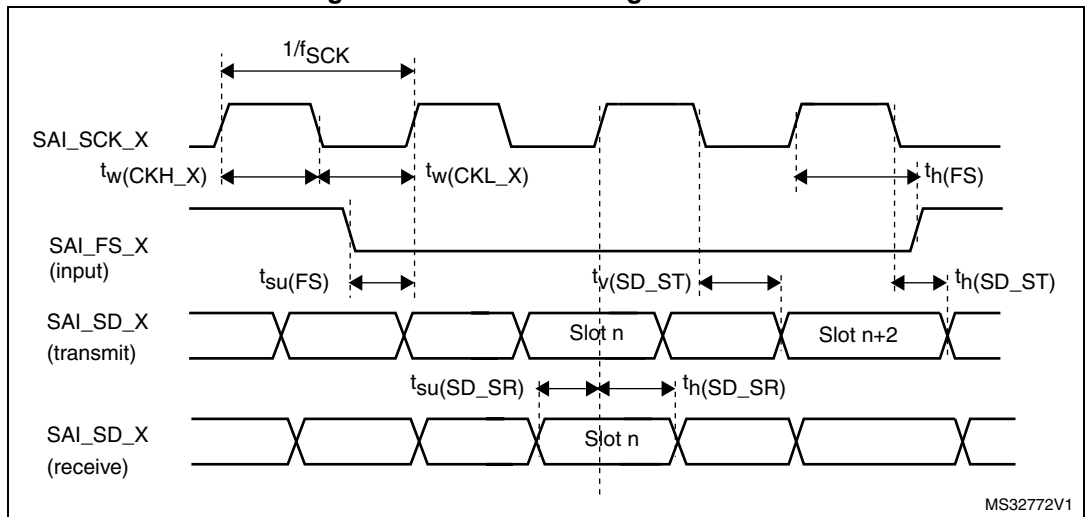 1/fSCK
SAI_SCK_X
tw(CKH_X)
tw(CKL_X)
th(FS)
SAI_FS_X
(input)
tsu(FS)
tv(SD_ST)
th(SD_ST)
SAI_SD_X
(transmit)
Slot n
Slot n+2
tsu(SD_SR)
th(SD_SR)
SAI_SD_X
(receive)
Slot n
MS32772V1